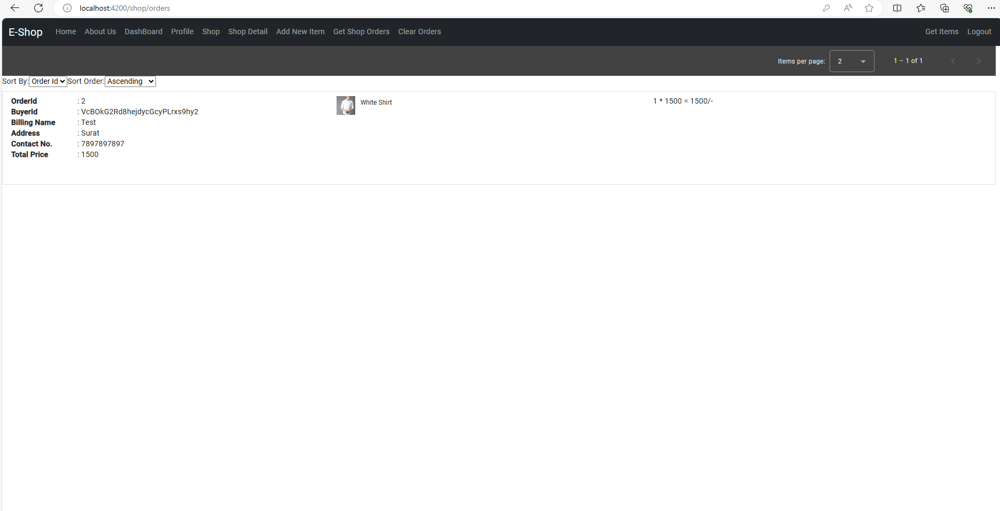 localhost:4200/shop/orders
E-Shop Home About Us DashBoard Profile Shop Shop Detail Add New Item Get Shop Orders Clear Orders Get Items Logout
Items per page: 2 1 – 1 of 1
Sort By: Order Id Sort Order: Ascending
OrderId : 2 White Shirt 1 * 1500 = 1500/-
BuyerId : VcBOkG2Rd8hejdycGcyPLrxs9hy2
Billing Name : Test
Address : Surat
Contact No. : 7897897897
Total Price : 1500